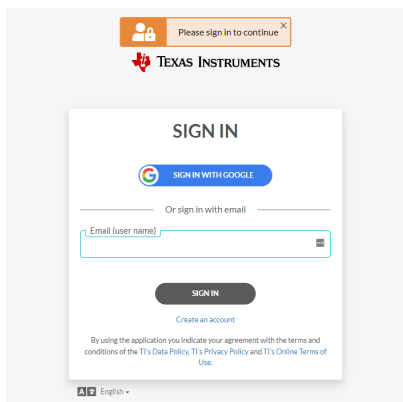 Please sign in to continue ×
TEXAS INSTRUMENTS
SIGN IN
G SIGN IN WITH GOOGLE
Or sign in with email
Email (user name)
SIGN IN
Create an account
By using the application you indicate your agreement with the terms and
conditions of the TI's Data Policy, TI's Privacy Policy and TI's Online Terms of
Use.
English